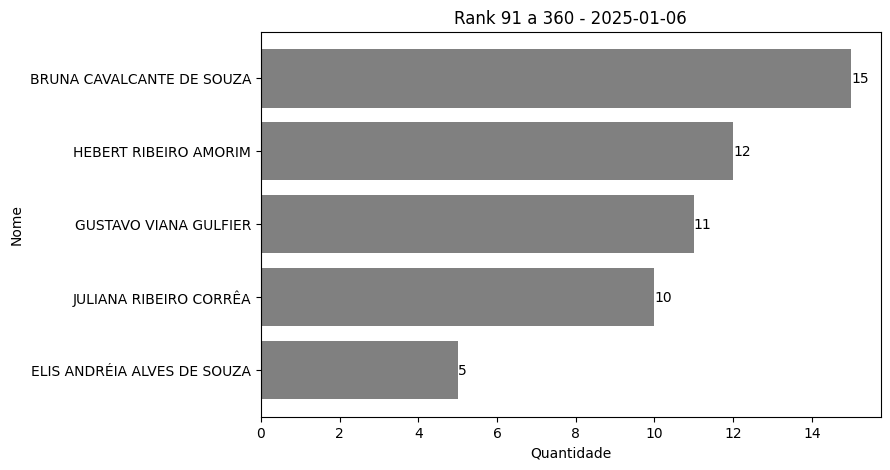 Rank 91 a 360 - 2025-01-06
Nome
BRUNA CAVALCANTE DE SOUZA 15
HEBERT RIBEIRO AMORIM 12
GUSTAVO VIANA GULFIER 11
JULIANA RIBEIRO CORRÊA 10
ELIS ANDRÉIA ALVES DE SOUZA 5
0 2 4 6 8 10 12 14
Quantidade